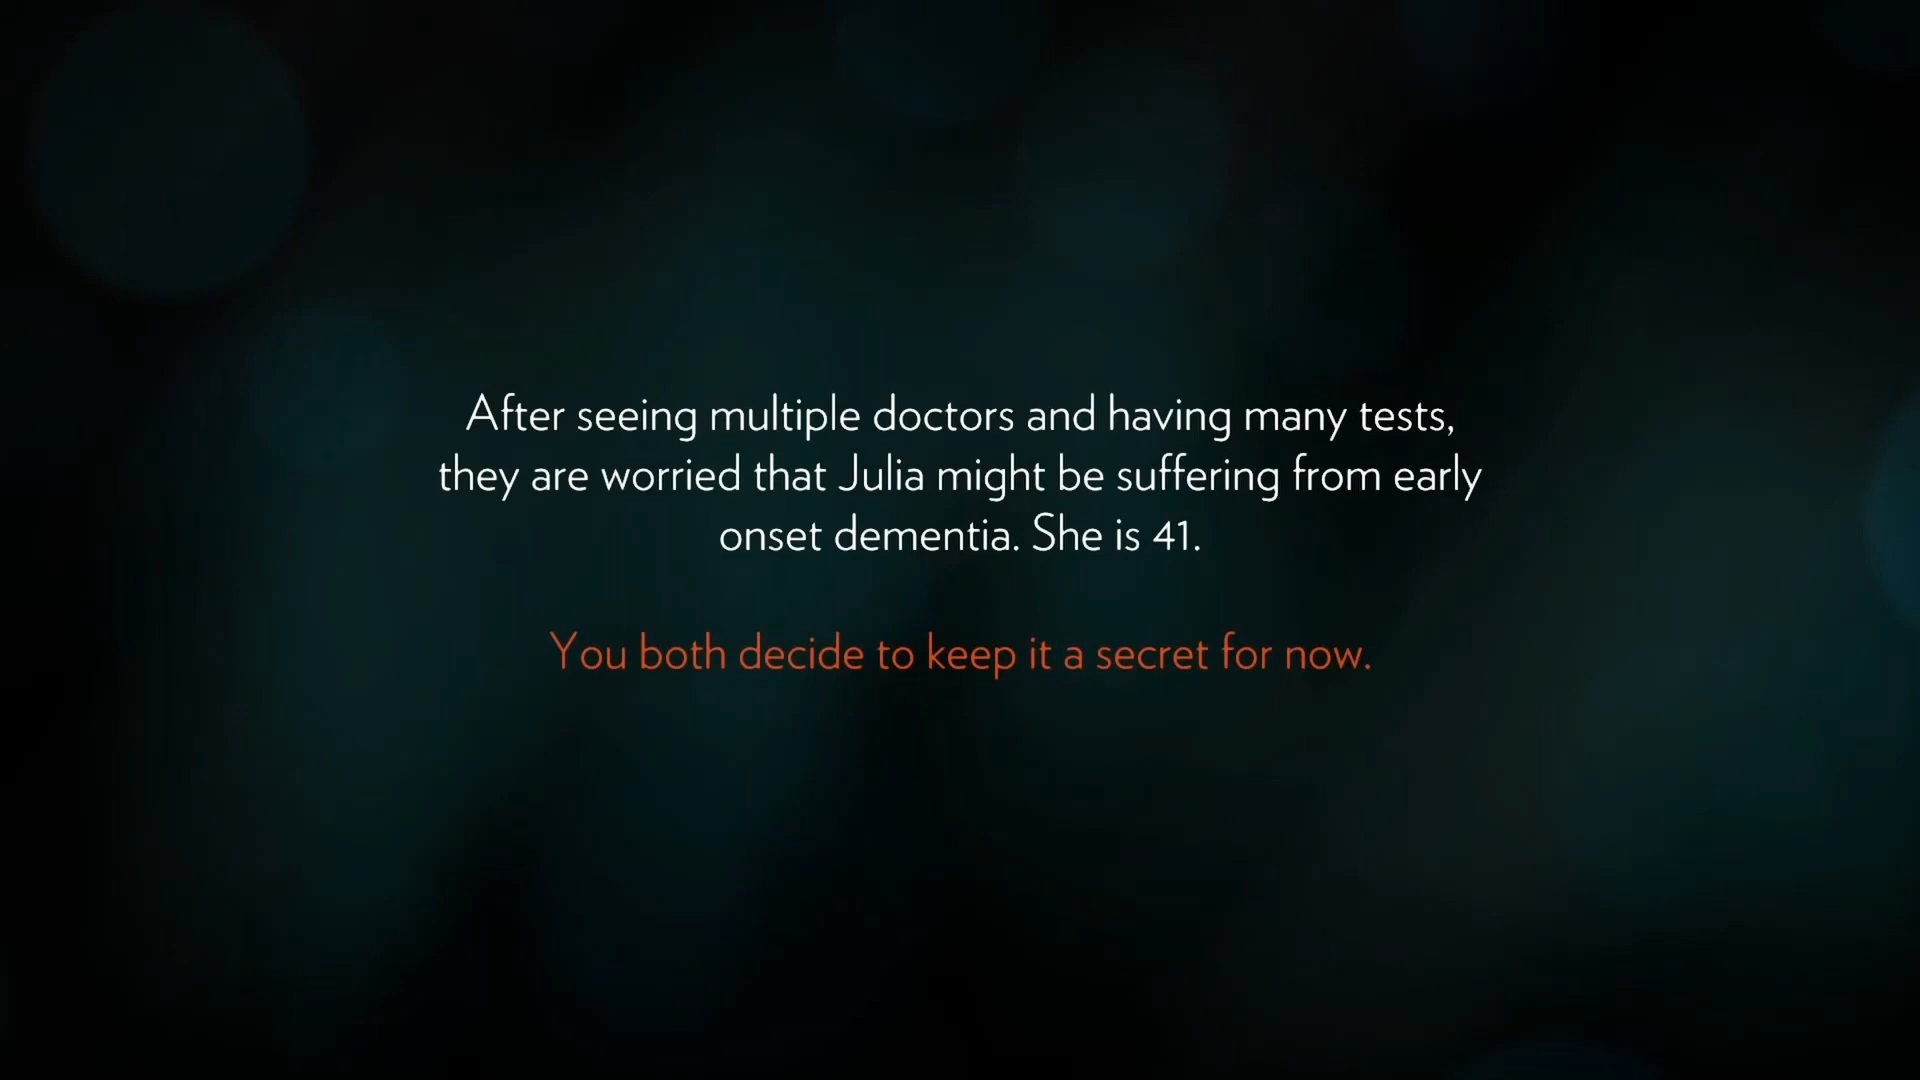 After seeing multiple doctors and having many tests,
they are worried that Julia might be suffering from early
onset dementia. She is 41.
You both decide to keep it a secret for now.